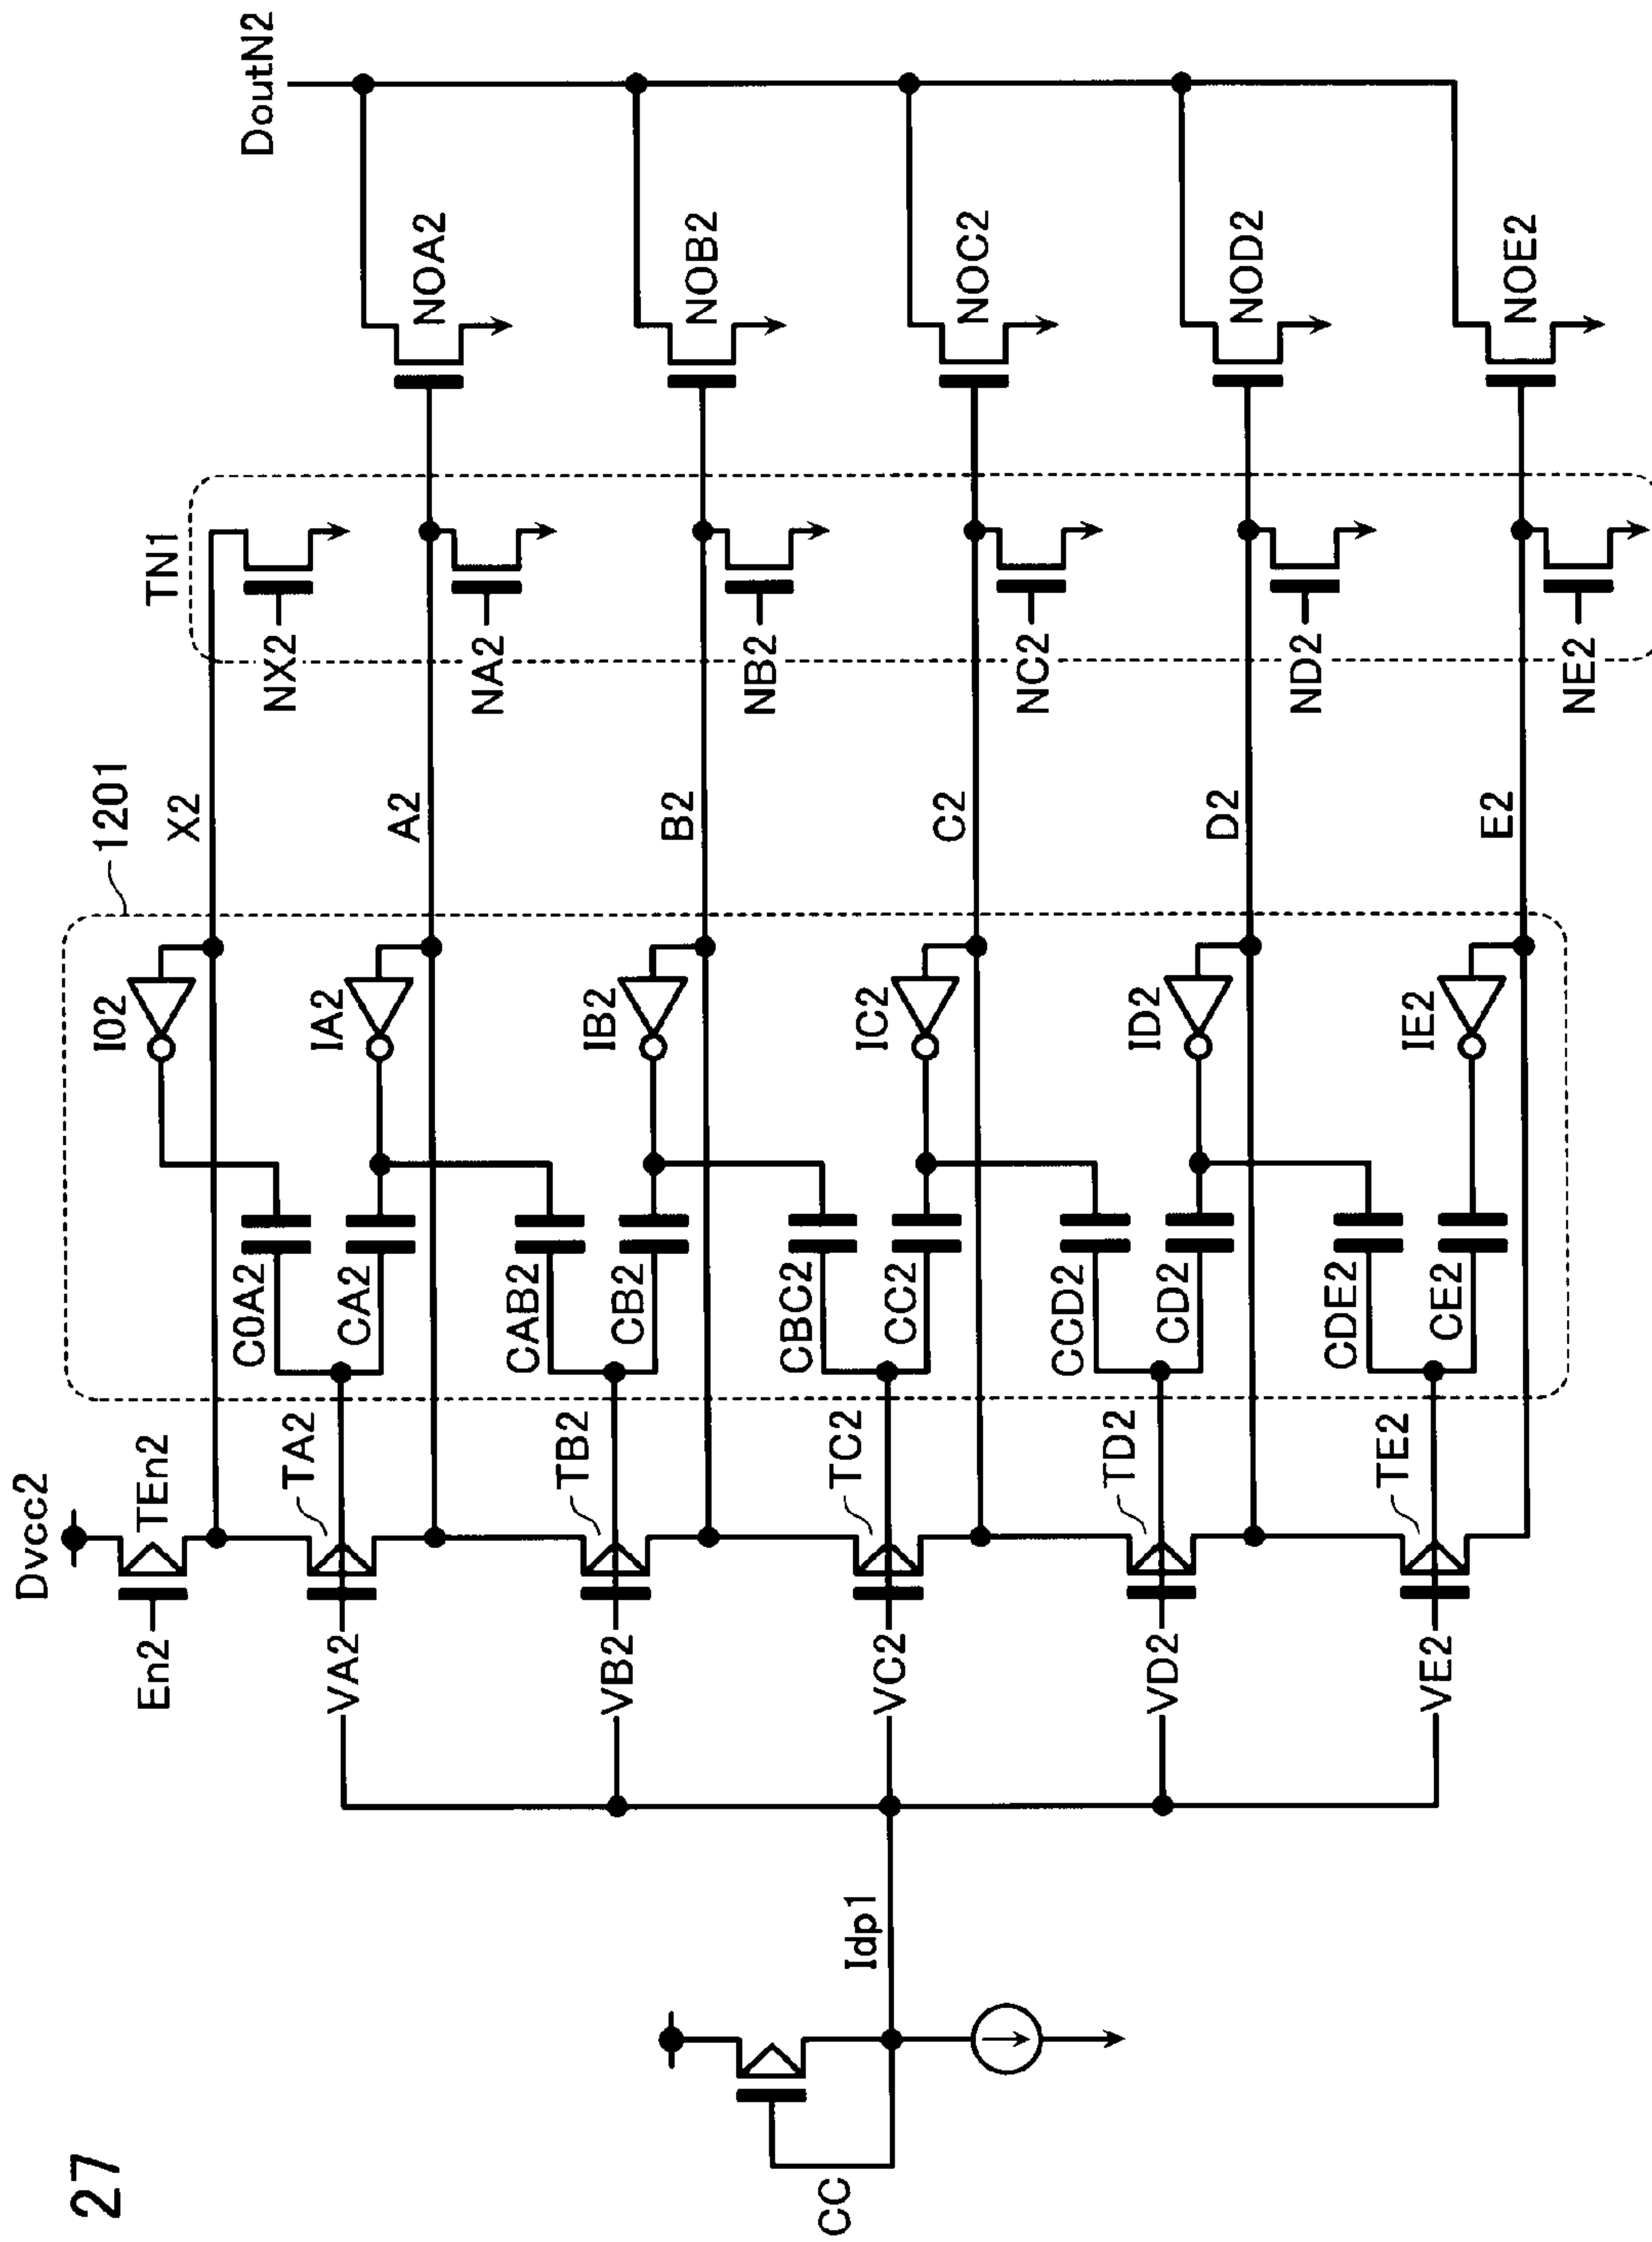 27
CC
Idp1
Dvcc2
En2
TEn2
VA2
TA2
VB2
TB2
VC2
TC2
VD2
TD2
VE2
TE2
1201
C0A2
CA2
CAB2
CB2
CBC2
CC2
CCD2
CD2
CDE2
CE2
IO2
IA2
IB2
IC2
ID2
IE2
X2
A2
B2
C2
D2
E2
TN1
NX2
NA2
NB2
NC2
ND2
NE2
DoutN2
NOA2
NOB2
NOC2
NOD2
NOE2